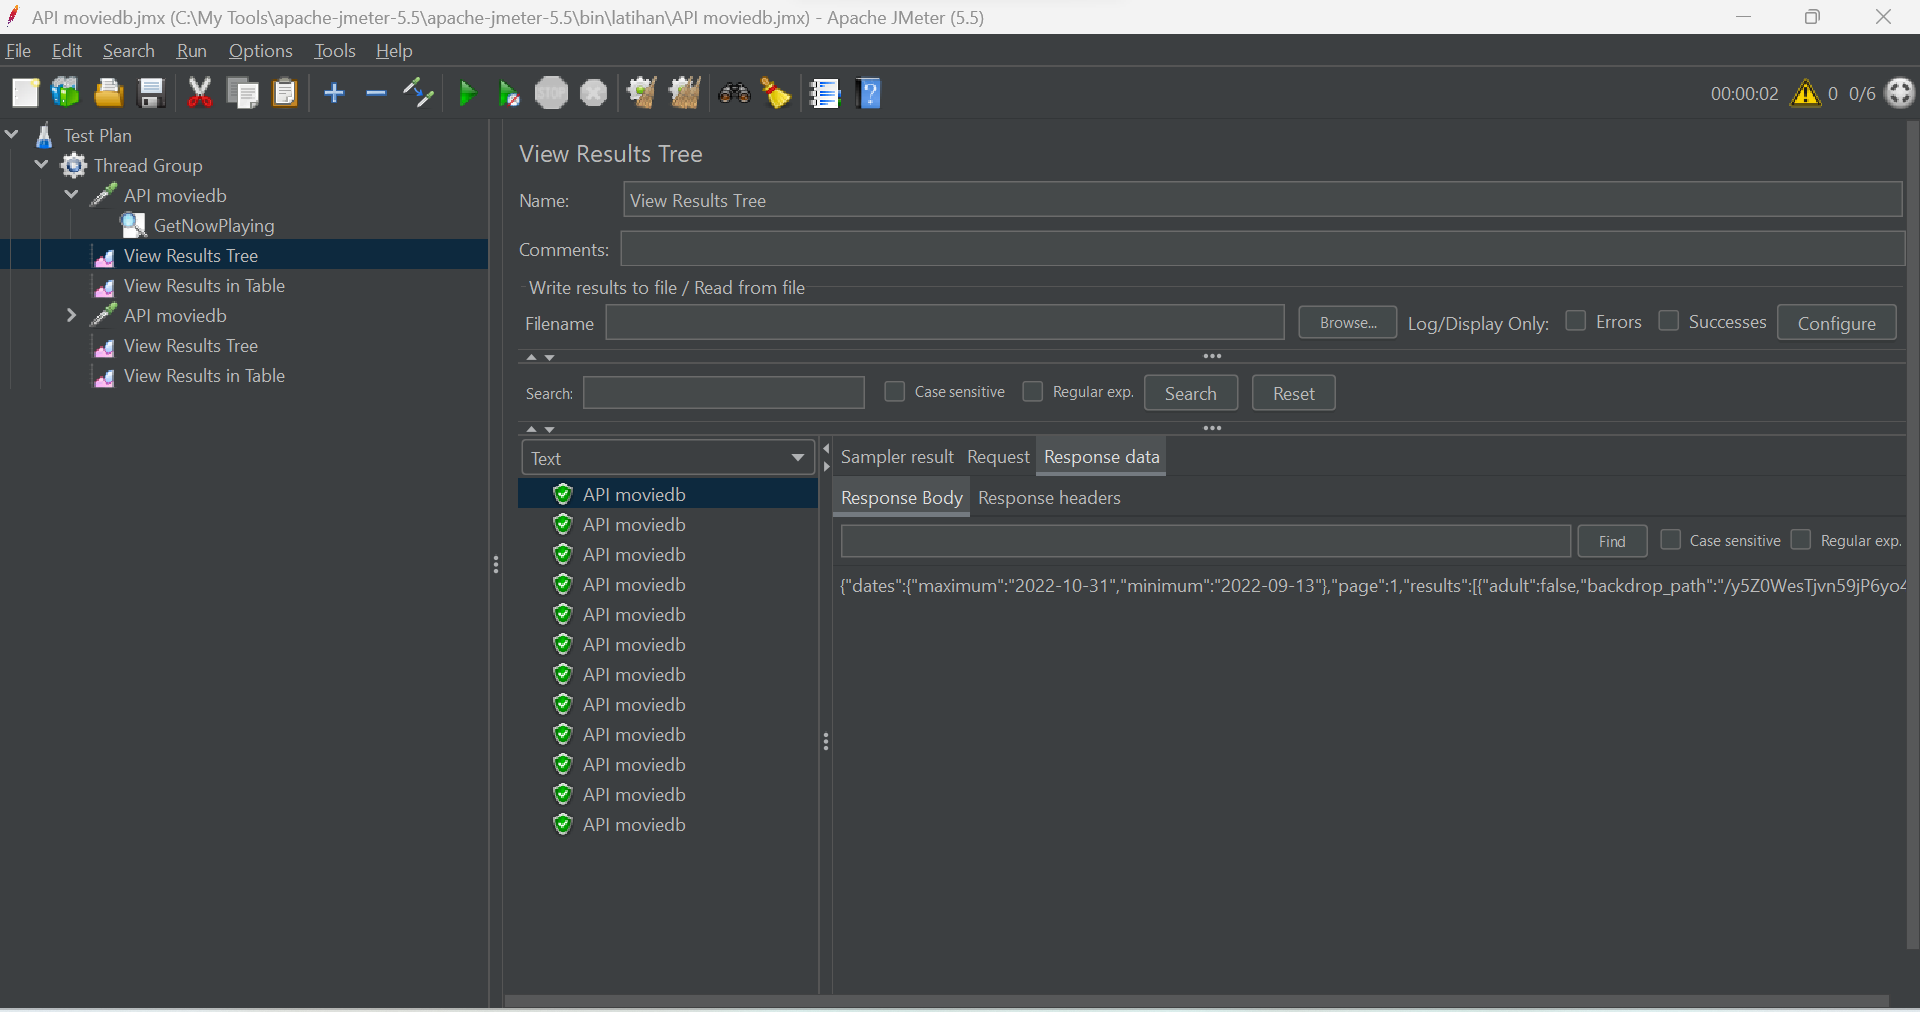 API moviedb.jmx (C:\My Tools\apache-jmeter-5.5\apache-jmeter-5.5\bin\latihan\API moviedb.jmx) - Apache JMeter (5.5)
File Edit Search Run Options Tools Help
STOP 00:00:02 0 0/6
Test Plan
Thread Group
API moviedb
GetNowPlaying
View Results Tree
View Results in Table
API moviedb
View Results Tree
View Results in Table
View Results Tree
Name: View Results Tree
Comments:
Write results to file / Read from file
Filename Browse... Log/Display Only: Errors Successes Configure
Search: Case sensitive Regular exp. Search Reset
Text
API moviedb
API moviedb
API moviedb
API moviedb
API moviedb
API moviedb
API moviedb
API moviedb
API moviedb
API moviedb
API moviedb
API moviedb
Sampler result Request Response data
Response Body Response headers
Find Case sensitive Regular exp.
{"dates":{"maximum":"2022-10-31","minimum":"2022-09-13"},"page":1,"results":[{"adult":false,"backdrop_path":"/y5Z0WesTjvn59jP6yo4